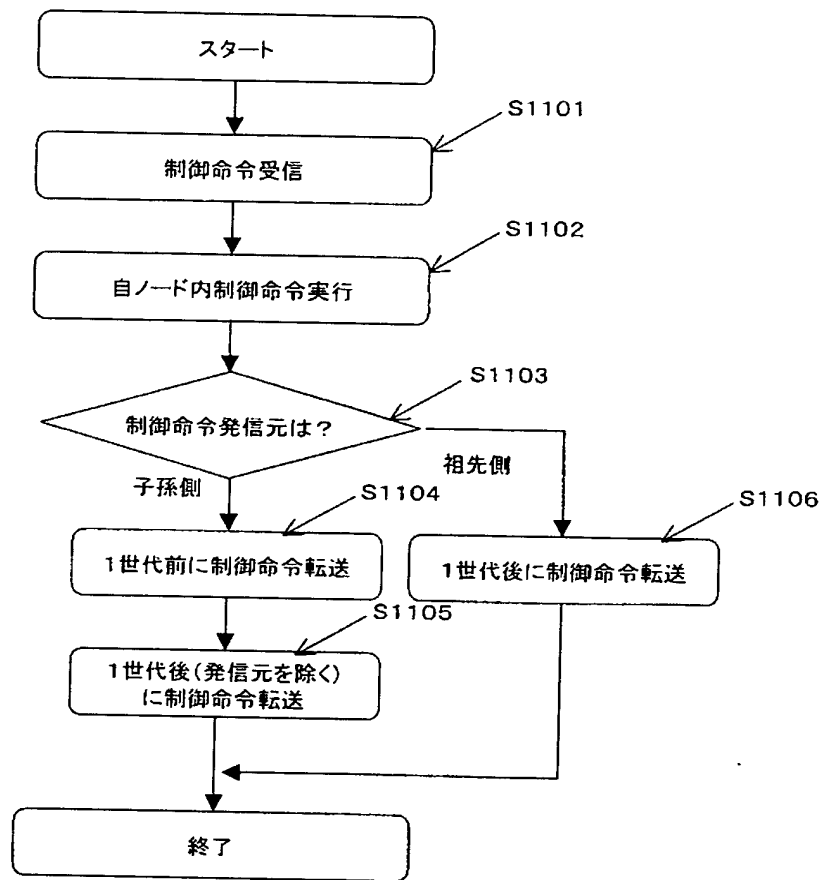 スタート
S1101
制御命令受信
S1102
自ノード内制御命令実行
S1103
制御命令発信元は?
祖先側
子孫側
S1104
S1106
1世代前に制御命令転送
1世代後に制御命令転送
S1105
1世代後(発信元を除く)
に制御命令転送
終了